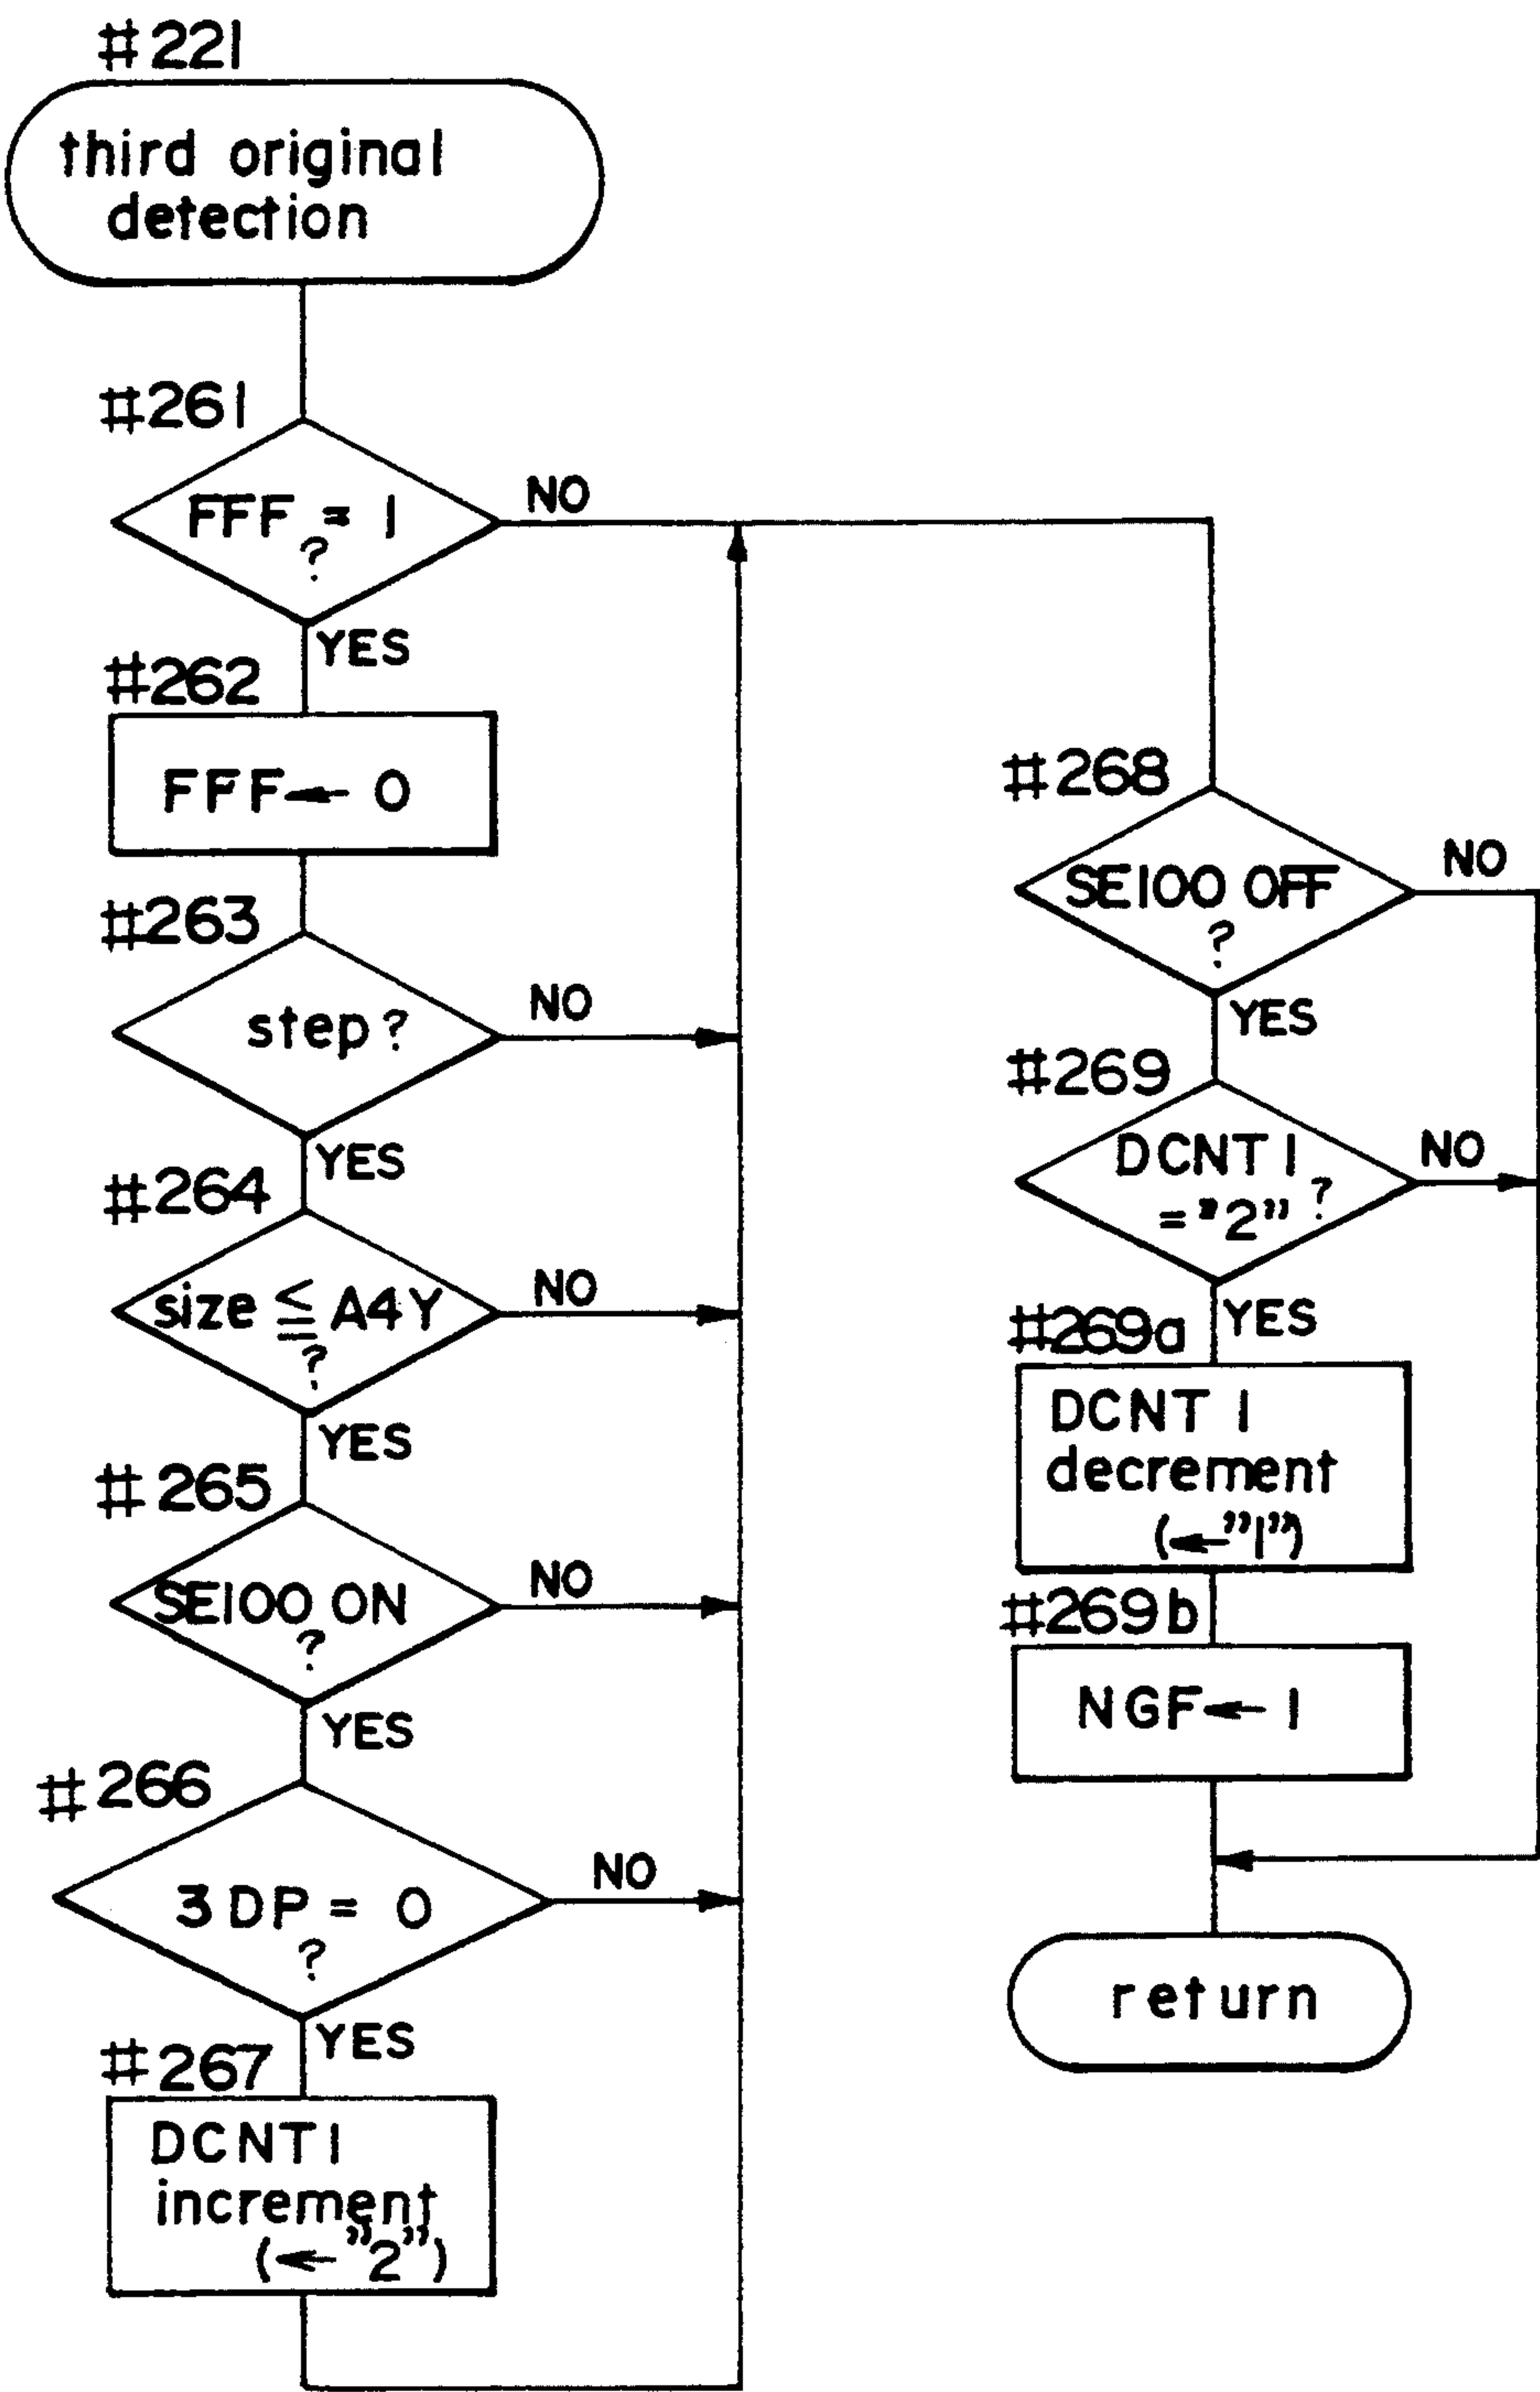 #221
third original
detection
#261
FFF = 1
?
NO
YES
#262
FFF ← 0
#263
step ?
NO
YES
#264
size ≦ A4Y
?
NO
YES
#265
SE100 ON
?
NO
YES
#266
3DP = 0
?
NO
YES
#267
DCNT1
increment
(← "2")
#268
SE100 OFF
?
NO
YES
#269
DCNT 1
= "2" ?
NO
YES
#269a
DCNT 1
decrement
(← "1")
#269b
NGF ← 1
return